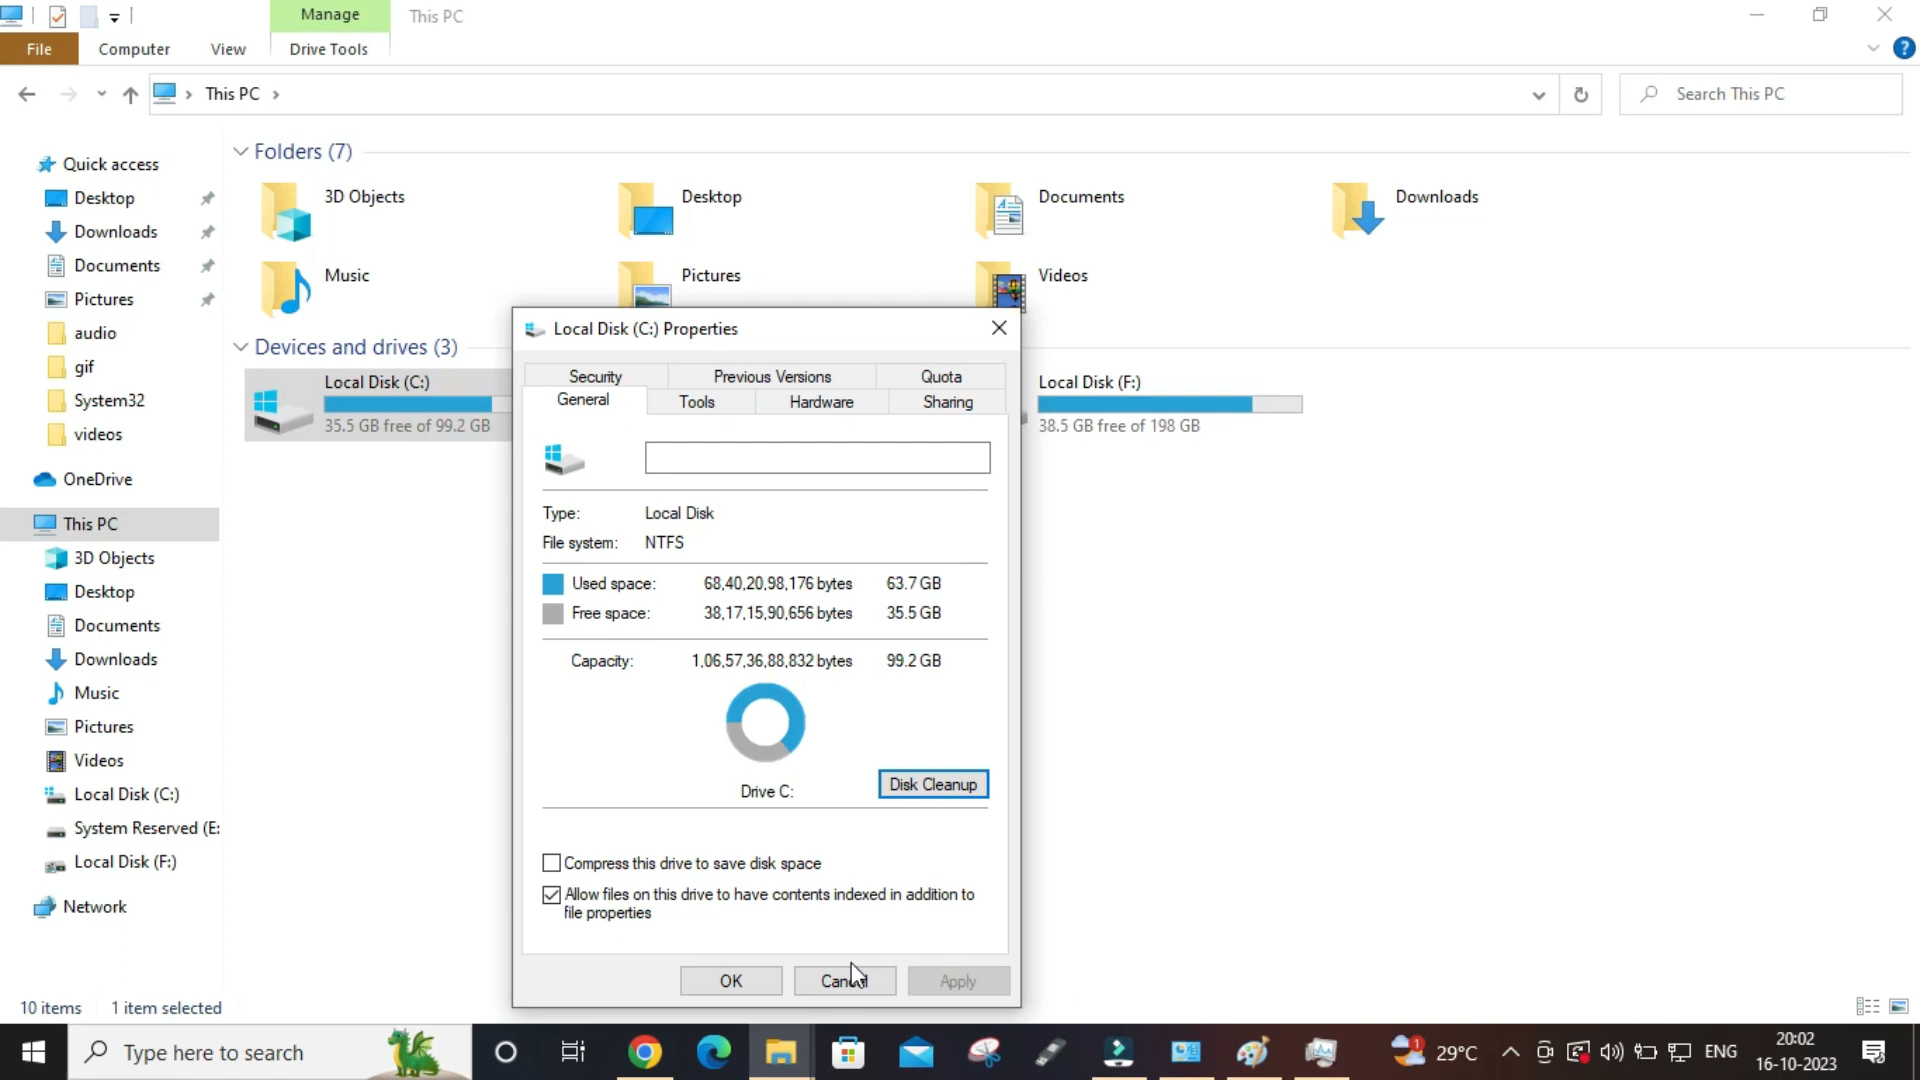 Manage
This PC
File
Computer
View
Drive Tools
This PC
Search This PC
Quick access
Desktop
Downloads
Documents
Pictures
audio
gif
System32
videos
OneDrive
This PC
3D Objects
Desktop
Documents
Downloads
Music
Pictures
Videos
Local Disk (C:)
System Reserved (E:
Local Disk (F:)
Network
Folders (7)
3D Objects
Desktop
Documents
Downloads
Music
Pictures
Videos
Devices and drives (3)
Local Disk (C:)
35.5 GB free of 99.2 GB
Local Disk (F:)
38.5 GB free of 198 GB
Local Disk (C:) Properties
Security
Previous Versions
Quota
General
Tools
Hardware
Sharing
Type: Local Disk
File system: NTFS
Used space: 68,40,20,98,176 bytes 63.7 GB
Free space: 38,17,15,90,656 bytes 35.5 GB
Capacity: 1,06,57,36,88,832 bytes 99.2 GB
Drive C:
Disk Cleanup
Compress this drive to save disk space
Allow files on this drive to have contents indexed in addition to
file properties
OK
Cancel
Apply
10 items
1 item selected
Type here to search
1
29°C
ENG
20:02
16-10-2023